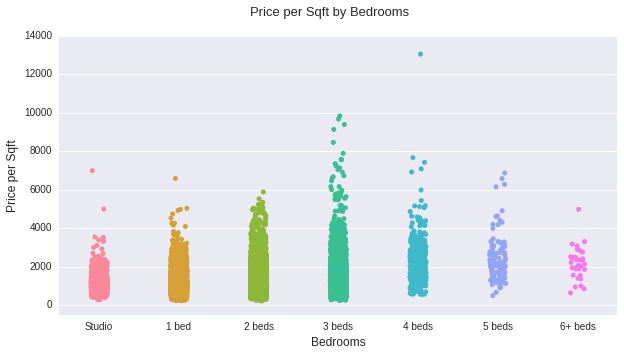 Price per Sqft by Bedrooms
14000
12000
10000
8000
6000
4000
2000
0
Price per Sqft
Studio 1 bed 2 beds 3 beds 4 beds 5 beds 6+ beds
Bedrooms